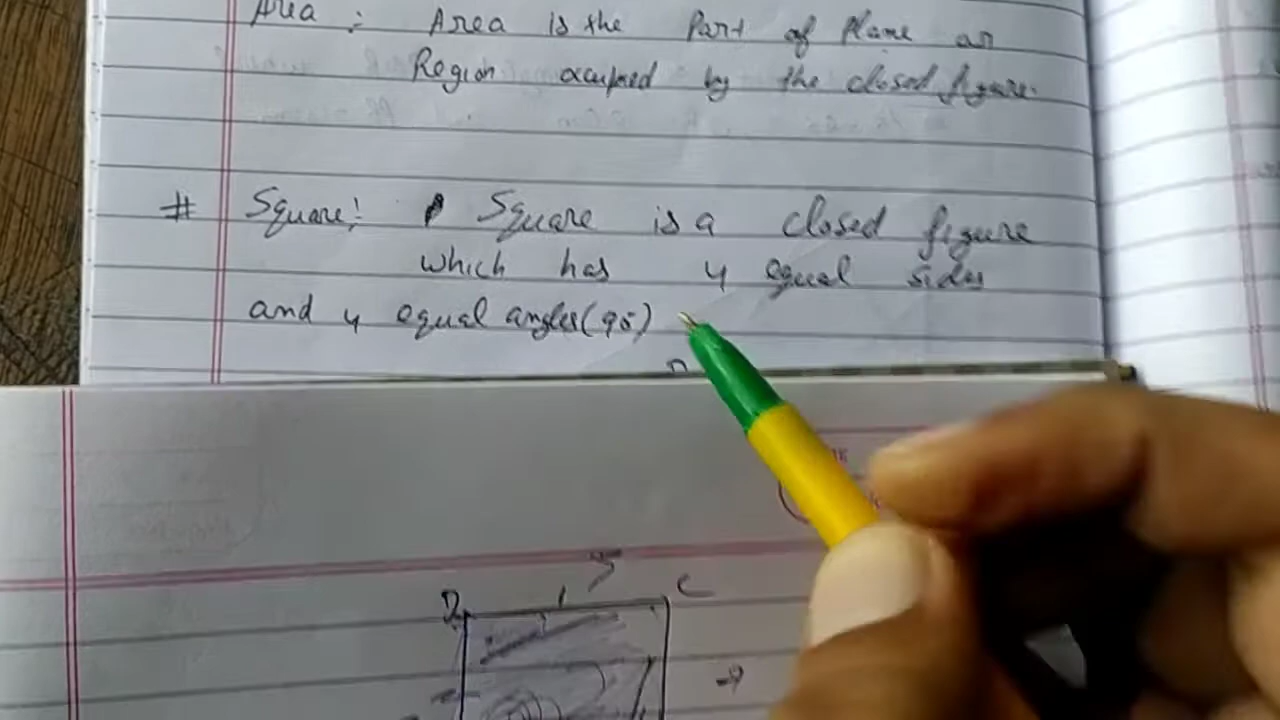 Area : Area is the Part of Plane or
Region occupied by the closed figure.
# Square: Square is a closed figure
which has 4 equal sides
and 4 equal angles (90°)
5
D C